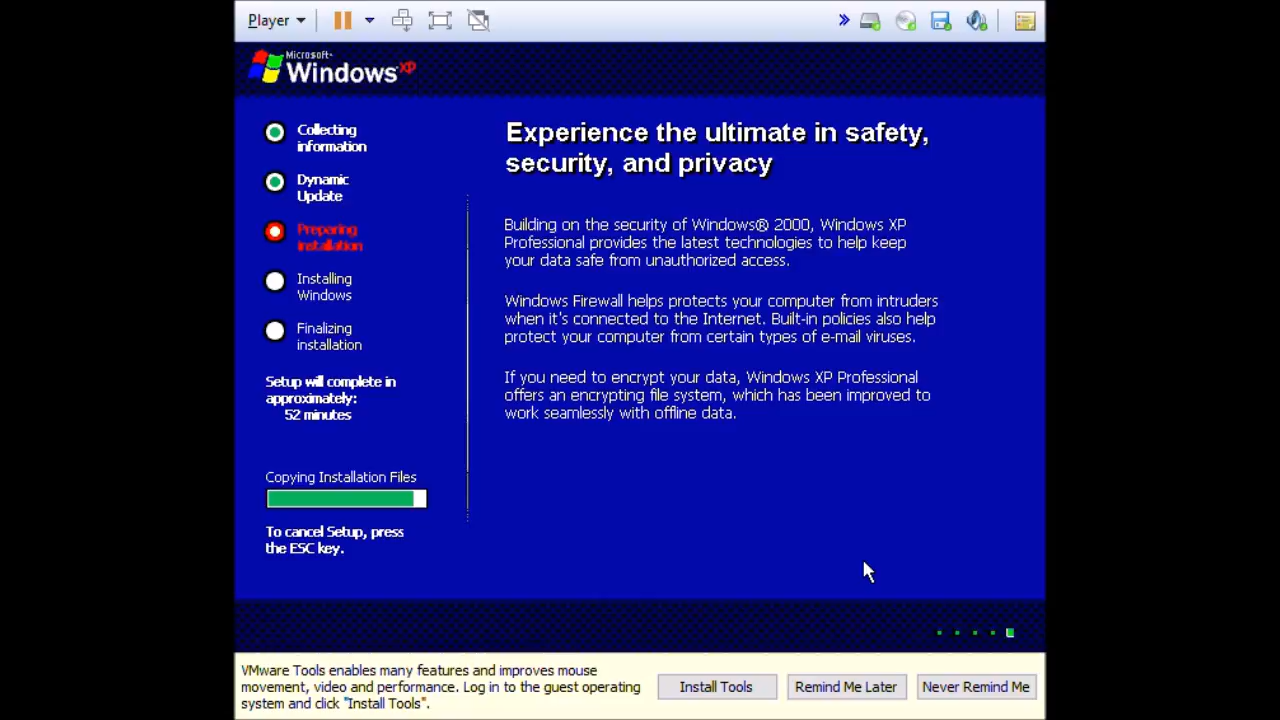 Player
Microsoft
Windows xp
Collecting
information
Dynamic
Update
Preparing
installation
Installing
Windows
Finalizing
installation
Setup will complete in
approximately:
52 minutes
Copying Installation Files
To cancel Setup, press
the ESC key.
Experience the ultimate in safety,
security, and privacy
Building on the security of Windows® 2000, Windows XP
Professional provides the latest technologies to help keep
your data safe from unauthorized access.
Windows Firewall helps protects your computer from intruders
when it's connected to the Internet. Built-in policies also help
protect your computer from certain types of e-mail viruses.
If you need to encrypt your data, Windows XP Professional
offers an encrypting file system, which has been improved to
work seamlessly with offline data.
VMware Tools enables many features and improves mouse
movement, video and performance. Log in to the guest operating
system and click "Install Tools".
Install Tools
Remind Me Later
Never Remind Me